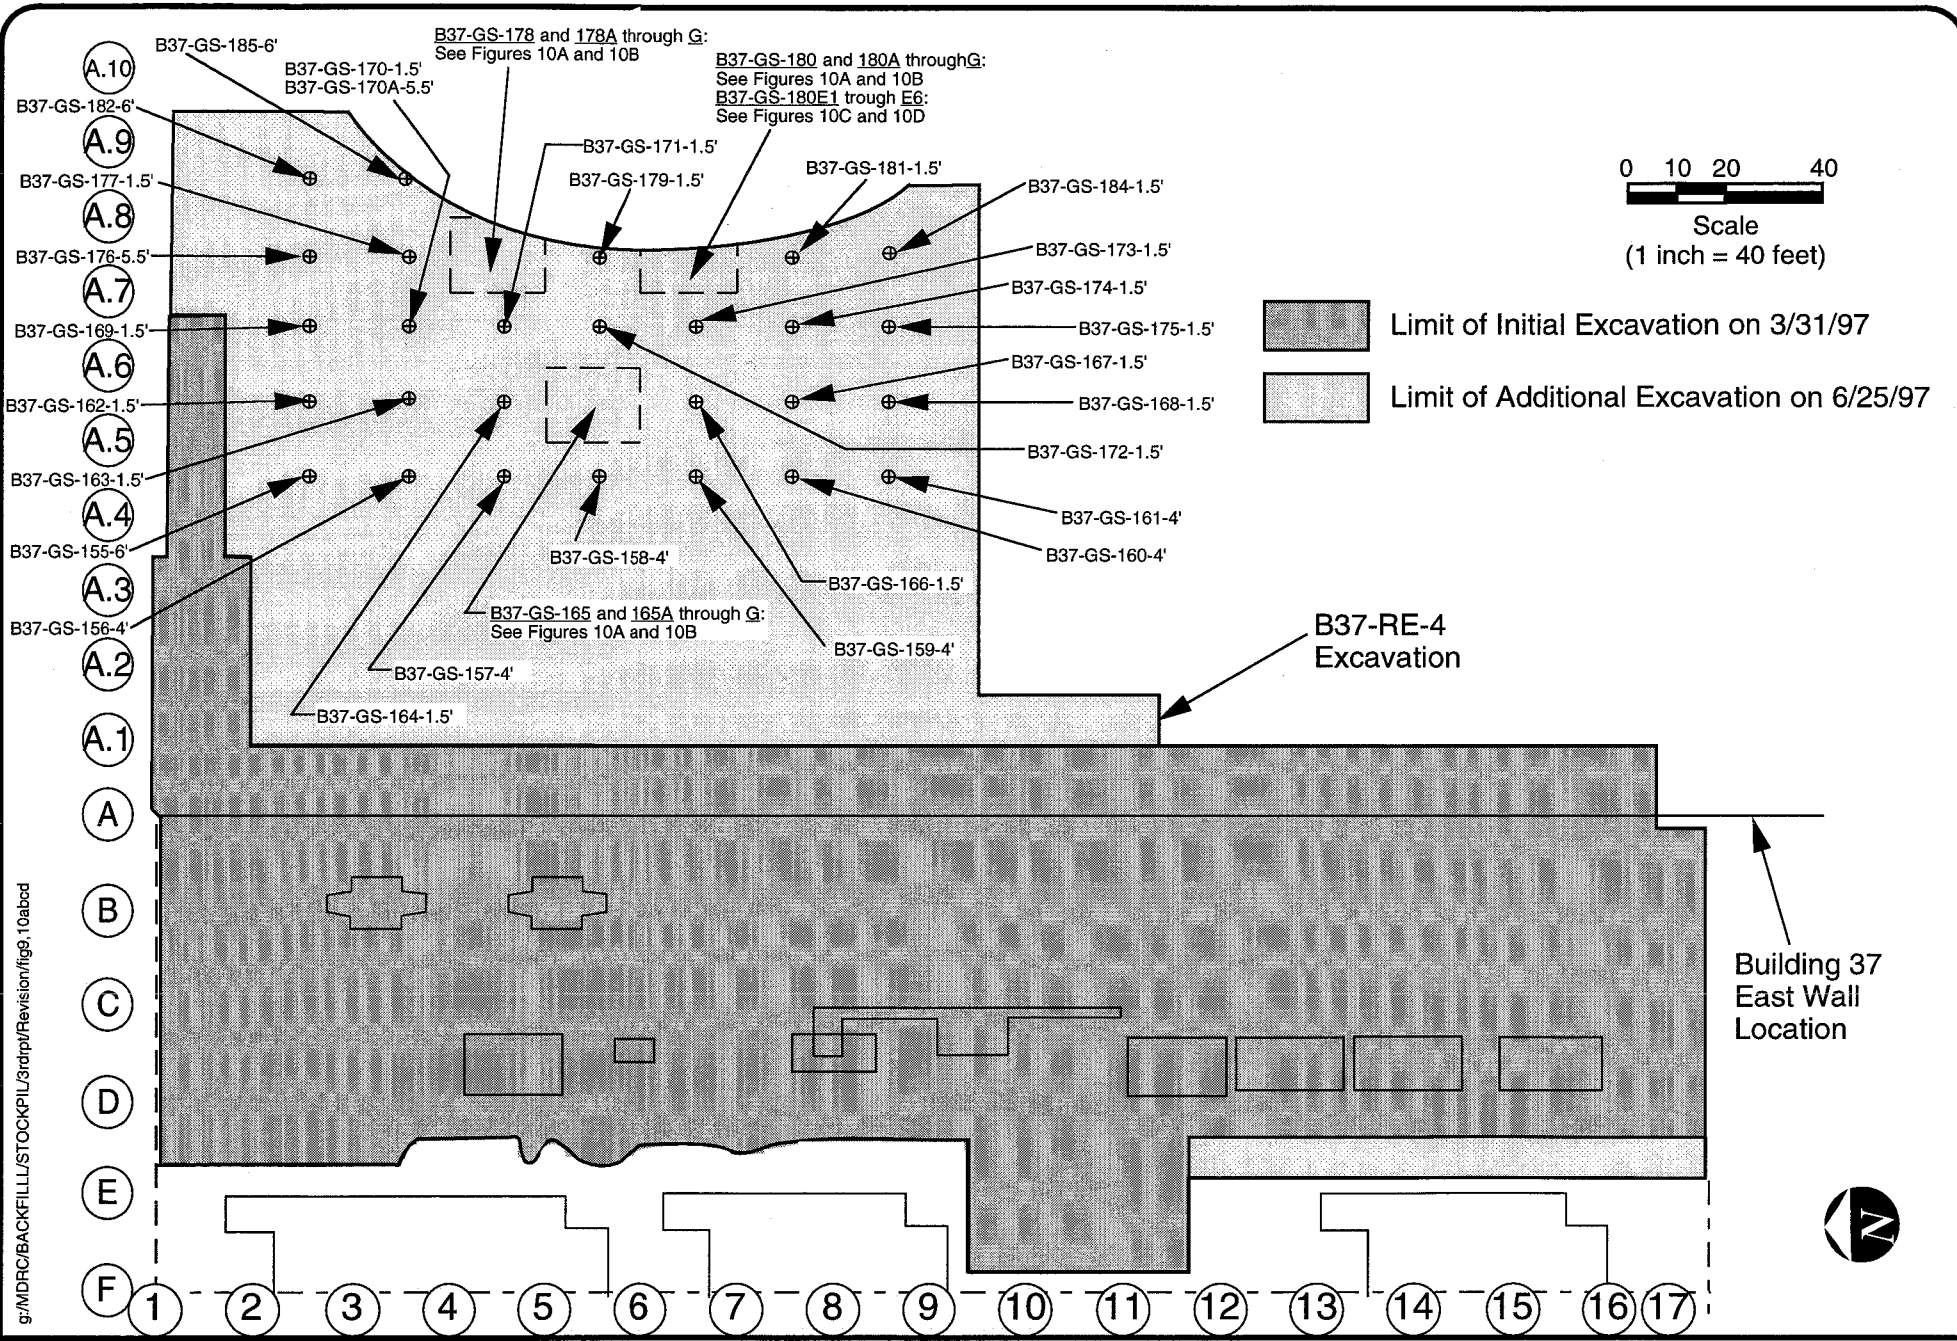 A.10
B37-GS-185-6'
B37-GS-178 and 178A through G:
See Figures 10A and 10B
B37-GS-170-1.5'
B37-GS-170A-5.5'
B37-GS-180 and 180A throughG:
See Figures 10A and 10B
B37-GS-180E1 trough E6:
See Figures 10C and 10D
B37-GS-182-6'
A.9
B37-GS-171-1.5'
B37-GS-179-1.5'
B37-GS-181-1.5'
B37-GS-184-1.5'
0 10 20 40
Scale
(1 inch = 40 feet)
B37-GS-177-1.5'
A.8
B37-GS-176-5.5'
B37-GS-173-1.5'
A.7
B37-GS-174-1.5'
B37-GS-169-1.5'
B37-GS-175-1.5'
Limit of Initial Excavation on 3/31/97
A.6
B37-GS-167-1.5'
B37-GS-162-1.5'
B37-GS-168-1.5'
Limit of Additional Excavation on 6/25/97
A.5
B37-GS-172-1.5'
B37-GS-163-1.5'
A.4
B37-GS-161-4'
B37-GS-155-6'
B37-GS-158-4'
B37-GS-160-4'
A.3
B37-GS-166-1.5'
B37-GS-156-4'
B37-GS-165 and 165A through G:
See Figures 10A and 10B
B37-RE-4
Excavation
A.2
B37-GS-159-4'
B37-GS-157-4'
B37-GS-164-1.5'
A.1
A
B
Building 37
East Wall
Location
C
D
E
F
1 2 3 4 5 6 7 8 9 10 11 12 13 14 15 16 17
N
g:/MDRC/BACKFILLL/STOCKPIL/3rdrpt/Revision/fig9,10abcd